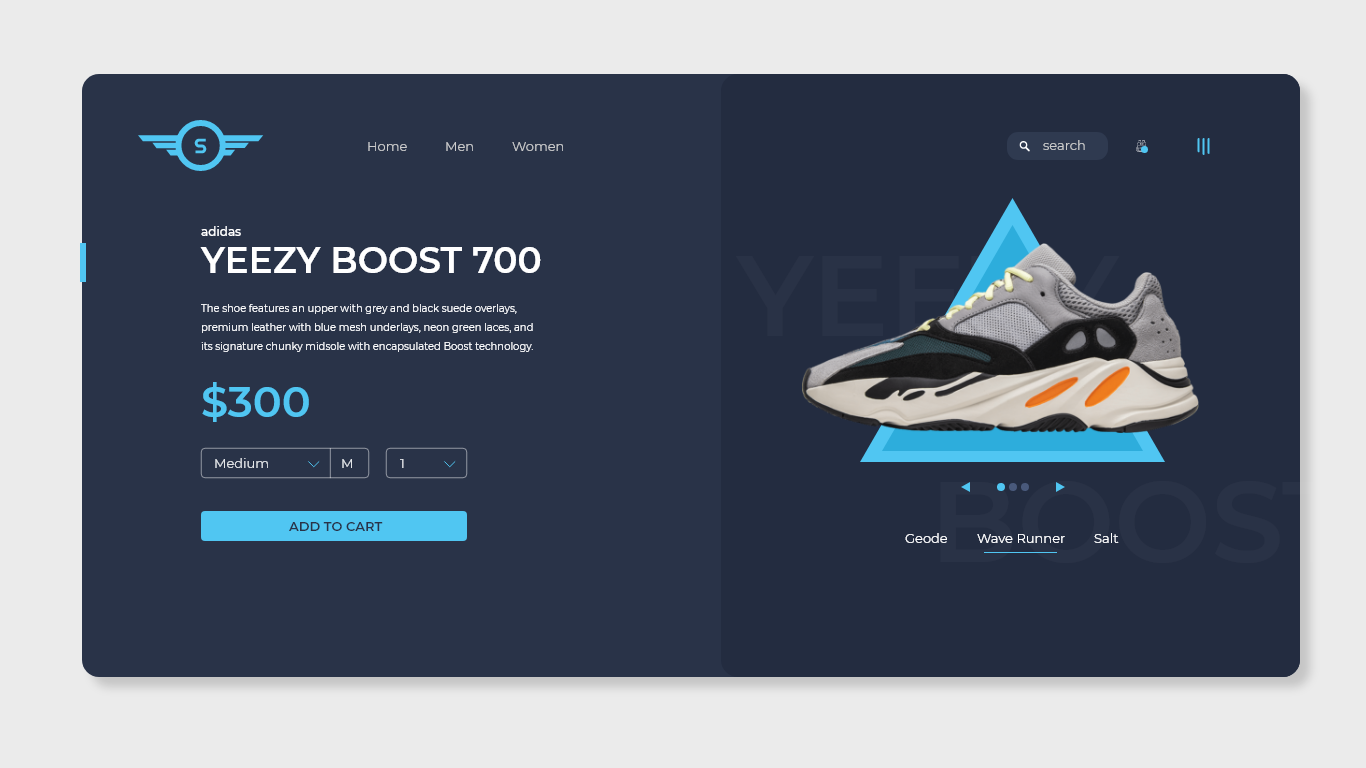 S
Home Men Women
search
adidas
YEEZY BOOST 700
The shoe features an upper with grey and black suede overlays,
premium leather with blue mesh underlays, neon green laces, and
its signature chunky midsole with encapsulated Boost technology.
$300
Medium M 1
ADD TO CART
YEEZY
BOOST
Geode Wave Runner Salt